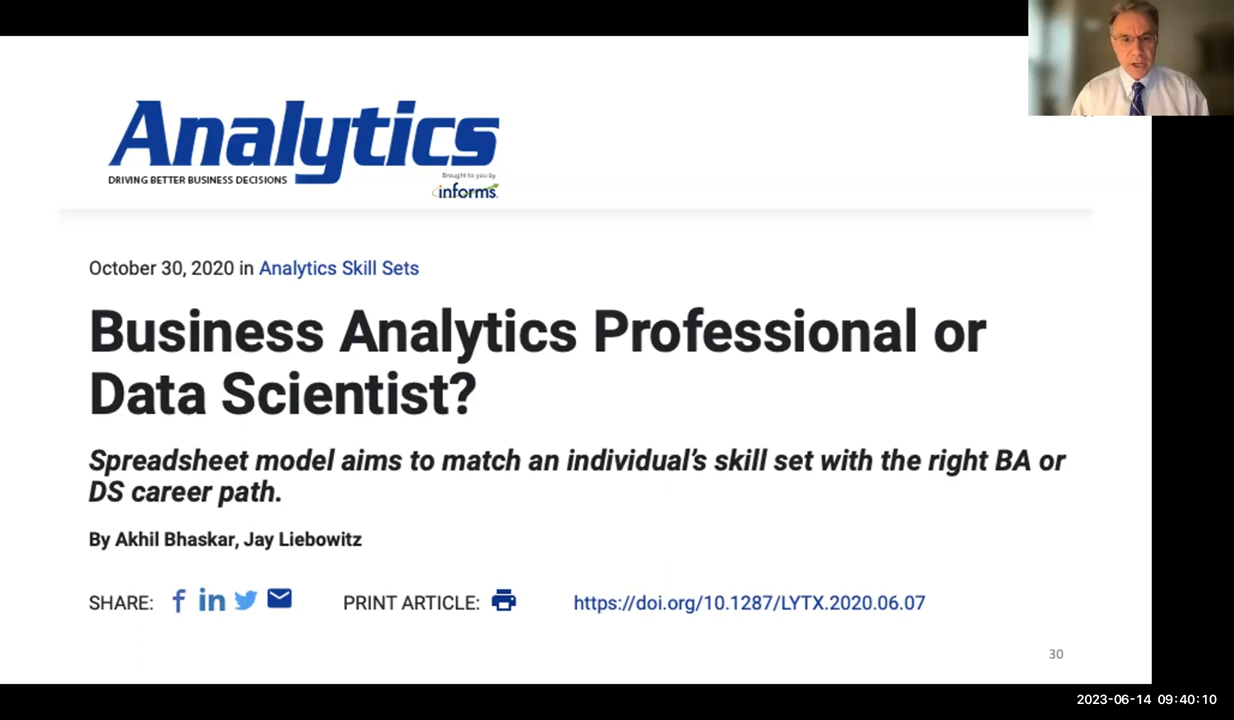 Analytics
DRIVING BETTER BUSINESS DECISIONS
Brought to you by
informs
October 30, 2020 in Analytics Skill Sets
Business Analytics Professional or
Data Scientist?
Spreadsheet model aims to match an individual's skill set with the right BA or
DS career path.
By Akhil Bhaskar, Jay Liebowitz
SHARE: PRINT ARTICLE: https://doi.org/10.1287/LYTX.2020.06.07
30
2023-06-14 09:40:10